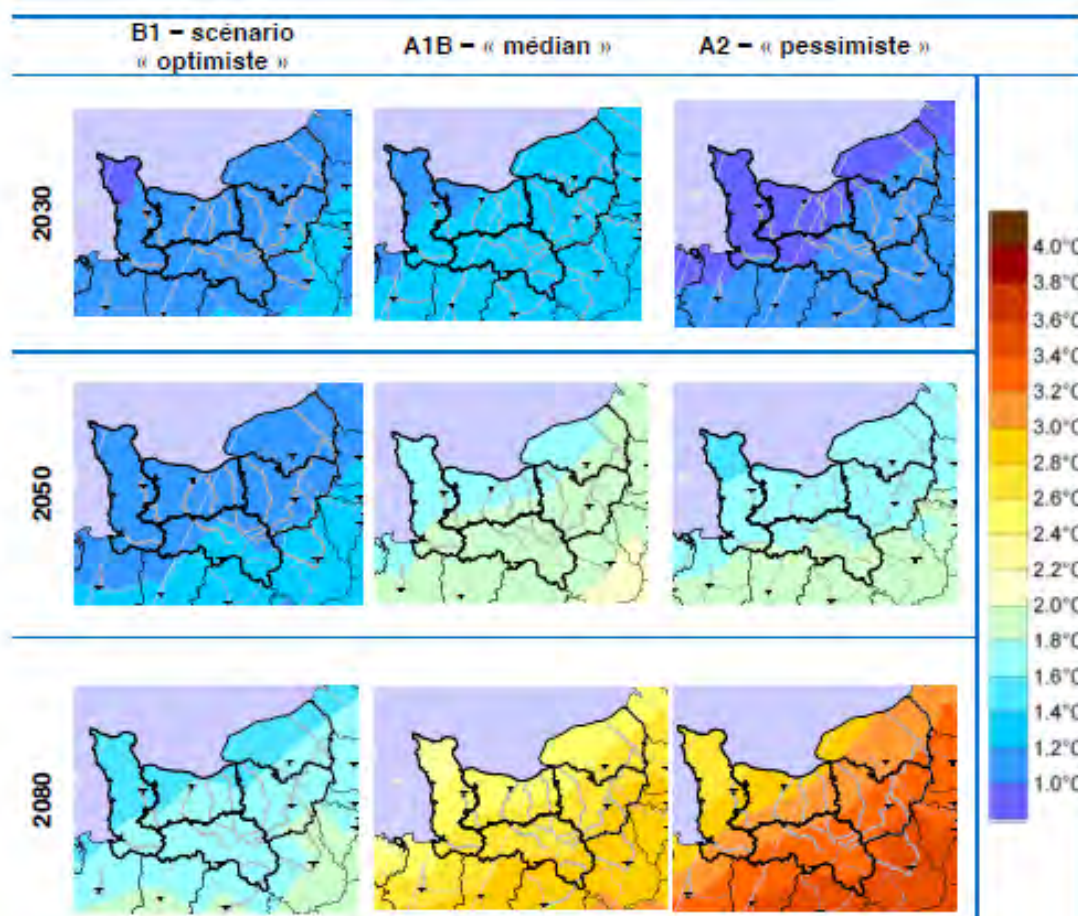 B1 – scénario
« optimiste »
A1B – « médian »
A2 – « pessimiste »
2030
2050
2080
4.0°C
3.8°C
3.6°C
3.4°C
3.2°C
3.0°C
2.8°C
2.6°C
2.4°C
2.2°C
2.0°C
1.8°C
1.6°C
1.4°C
1.2°C
1.0°C